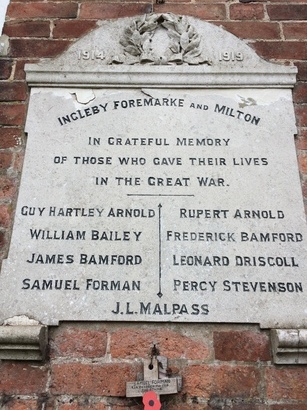 1914 1919
INGLEBY FOREMARKE AND MILTON
IN GRATEFUL MEMORY
OF THOSE WHO GAVE THEIR LIVES
IN THE GREAT WAR.
GUY HARTLEY ARNOLD RUPERT ARNOLD
WILLIAM BAILEY FREDERICK BAMFORD
JAMES BAMFORD LEONARD DRISCOLL
SAMUEL FORMAN PERCY STEVENSON
J.L. MALPASS